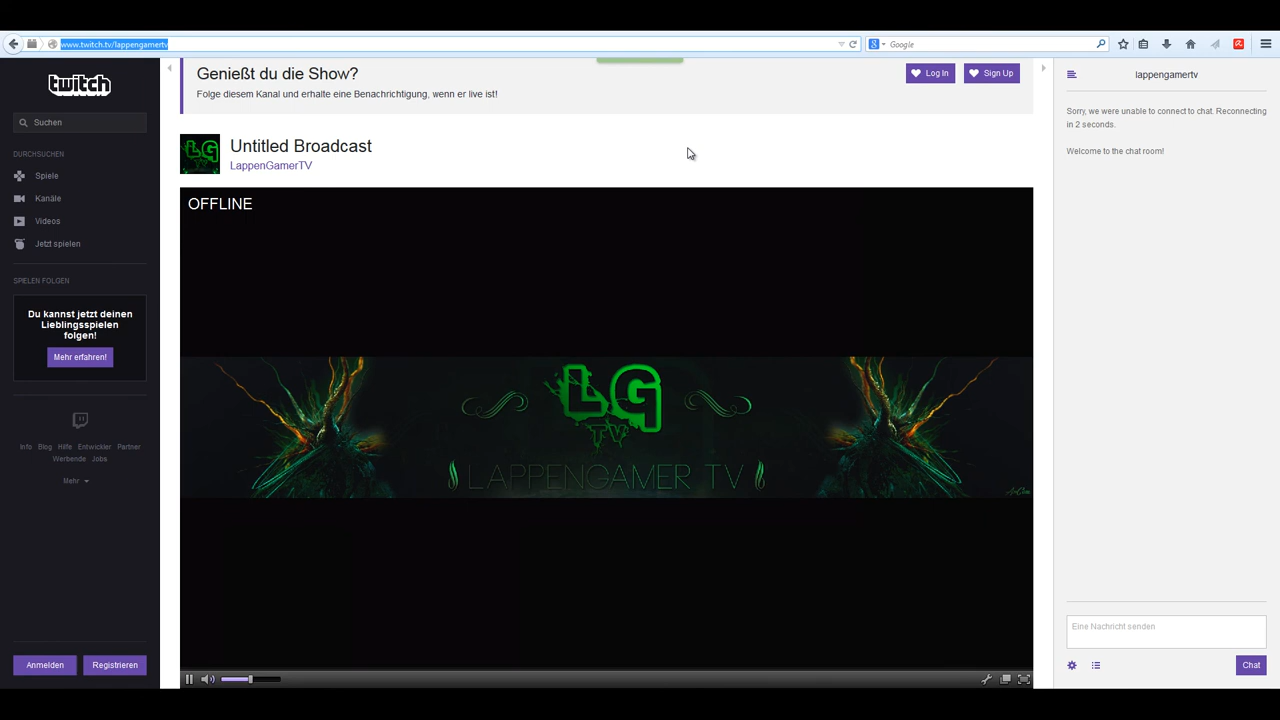 www.twitch.tv/lappengamertv
Google
twitch
Suchen
DURCHSUCHEN
Spiele
Kanäle
Videos
Jetzt spielen
SPIELEN FOLGEN
Du kannst jetzt deinen
Lieblingsspielen
folgen!
Mehr erfahren!
Info Blog Hilfe Entwickler Partner
Werbende Jobs
Mehr
Anmelden Registrieren
Genießt du die Show?
Folge diesem Kanal und erhalte eine Benachrichtigung, wenn er live ist!
Log In Sign Up
LG
Untitled Broadcast
LappenGamerTV
OFFLINE
LG
TV
LAPPENGAMER TV
lappengamertv
Sorry, we were unable to connect to chat. Reconnecting
in 2 seconds.
Welcome to the chat room!
Eine Nachricht senden
Chat